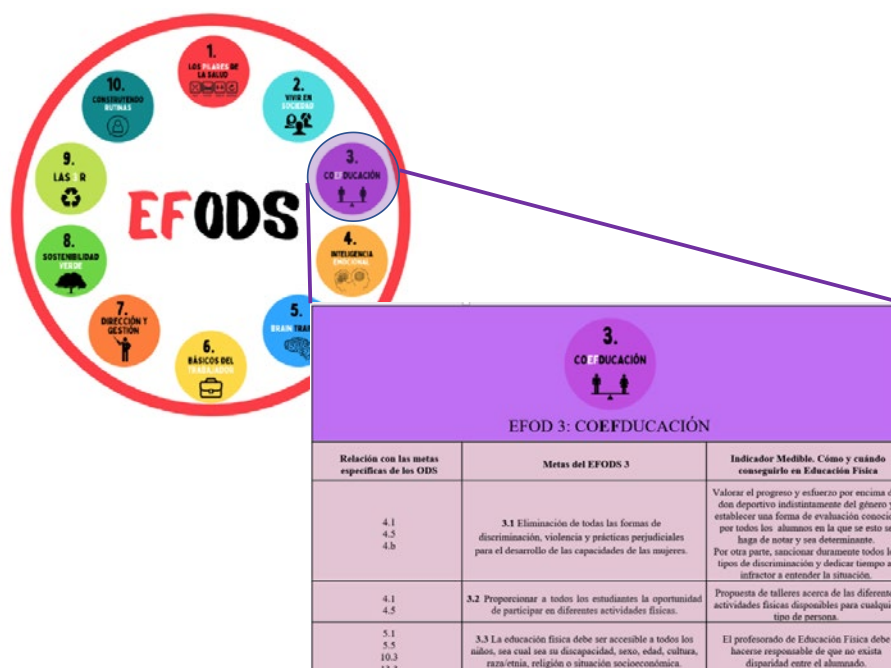 1.
LOS PILARES DE
LA SALUD
2.
VIVIR EN
SOCIEDAD
3.
COEFDUCACIÓN
4.
INTELIGENCIA
EMOCIONAL
5.
BRAIN
6.
BÁSICOS DEL
TRABAJADOR
7.
DIRECCIÓN Y
GESTIÓN
8.
SOSTENIBILIDAD
VERDE
9.
LAS R
10.
CONSTRUYENDO
RUTINAS
EFODS
3.
COEFDUCACIÓN
EFOD 3: COEFDUCACIÓN
Relación con las metas
específicas de los ODS
Metas del EFODS 3
Indicador Medible. Cómo y cuándo
conseguirlo en Educación Física
4.1
4.5
4.b
3.1 Eliminación de todas las formas de
discriminación, violencia y prácticas perjudiciales
para el desarrollo de las capacidades de las mujeres.
Valorar el progreso y esfuerzo por encima
don deportivo indistintamente del género y
establecer una forma de evaluación
por todos los alumnos en la que se esto se
haga de notar y sea determinante.
Por otra parte, sancionar duramente todos
tipos de discriminación y dedicar tiempo
infractor a entender la situación.
4.1
4.5
3.2 Proporcionar a todos los estudiantes la oportunidad
de participar en diferentes actividades físicas.
Propuesta de talleres acerca de las
actividades físicas disponibles para
tipo de persona.
5.1
5.5
10.3
3.3 La educación física debe ser accesible a todos los
niños, sea cual sea su discapacidad, sexo, edad, cultura,
raza/etnia, religión o situación socioeconómica.
El profesorado de Educación Física debe
hacerse responsable de que no exista
disparidad entre el alumnado.